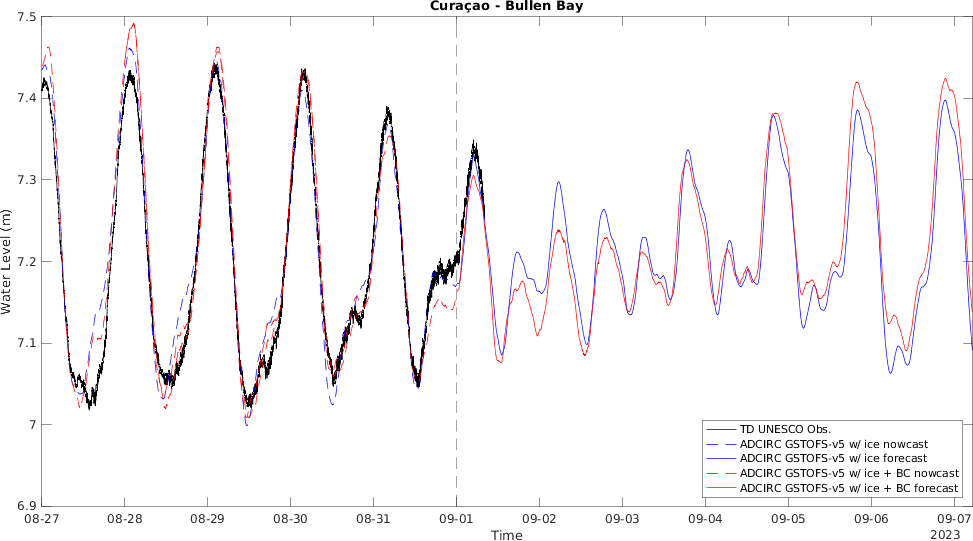 Curaçao - Bullen Bay
7.5
7.4
7.3
7.2
7.1
7
6.9
Water Level (m)
TD UNESCO Obs.
ADCIRC GSTOFS-v5 w/ ice nowcast
ADCIRC GSTOFS-v5 w/ ice forecast
ADCIRC GSTOFS-v5 w/ ice + BC nowcast
ADCIRC GSTOFS-v5 w/ ice + BC forecast
08-27 08-28 08-29 08-30 08-31 09-01 09-02 09-03 09-04 09-05 09-06 09-07
Time
2023